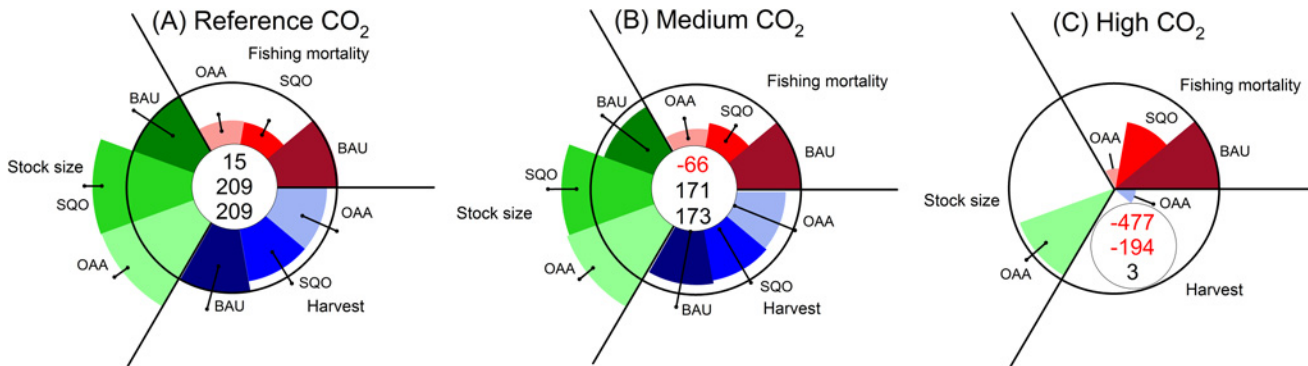 (A) Reference CO2
Fishing mortality
OAA
SQO
BAU
BAU
Stock size
SQO
OAA
15
209
209
OAA
SQO
BAU
Harvest
(B) Medium CO2
Fishing mortality
OAA
SQO
BAU
BAU
SQO
Stock size
OAA
-66
171
173
OAA
SQO
BAU
Harvest
(C) High CO2
Fishing mortality
SQO
OAA
BAU
Stock size
OAA
OAA
-477
-194
3
Harvest